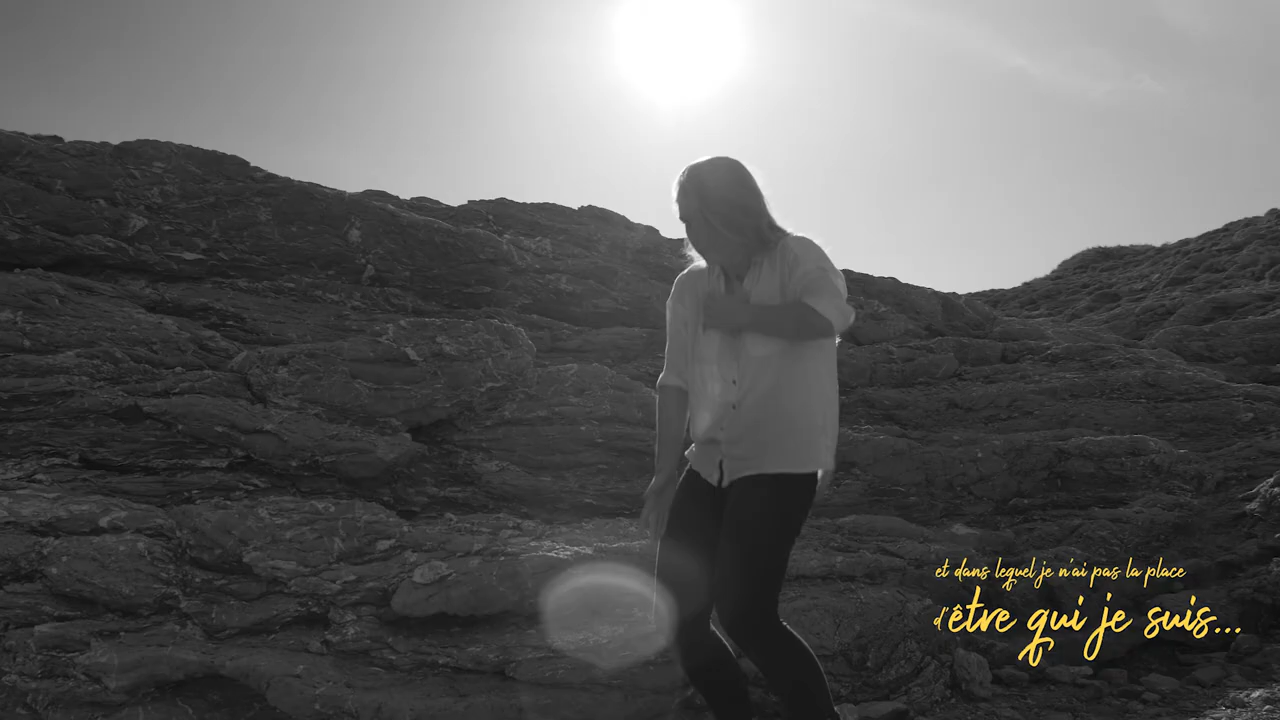 et dans lequel je n'ai pas la place
d'être qui je suis...